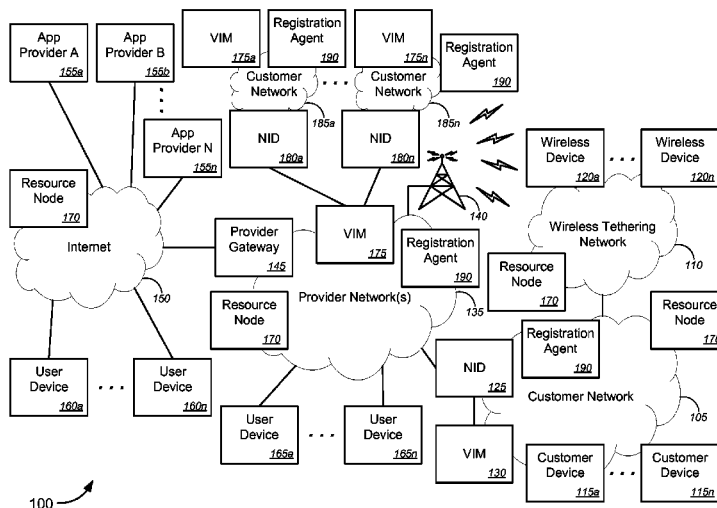 App Provider A
155a
App Provider B
155b
App Provider N
155n
VIM
175a
Registration Agent
190
VIM
175n
Registration Agent
190
Customer Network
185a
Customer Network
185n
NID
180a
NID
180n
Wireless Device
120a
Wireless Device
120n
Resource Node
170
Internet
150
Provider Gateway
145
VIM
175
140
Registration Agent
190
Wireless Tethering Network
110
Resource Node
170
Resource Node
170
Provider Network(s)
135
Resource Node
170
Registration Agent
190
NID
125
Customer Network
105
User Device
160a
User Device
160n
User Device
165a
User Device
165n
VIM
130
Customer Device
115a
Customer Device
115n
100